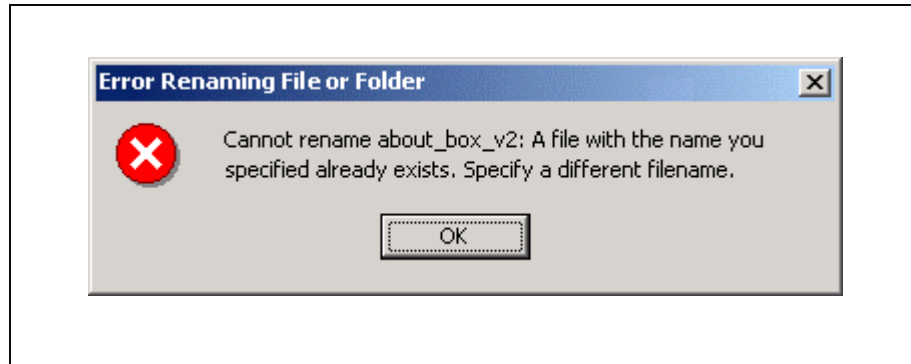 Error Renaming File or Folder
Cannot rename about_box_v2: A file with the name you
specified already exists. Specify a different filename.
OK